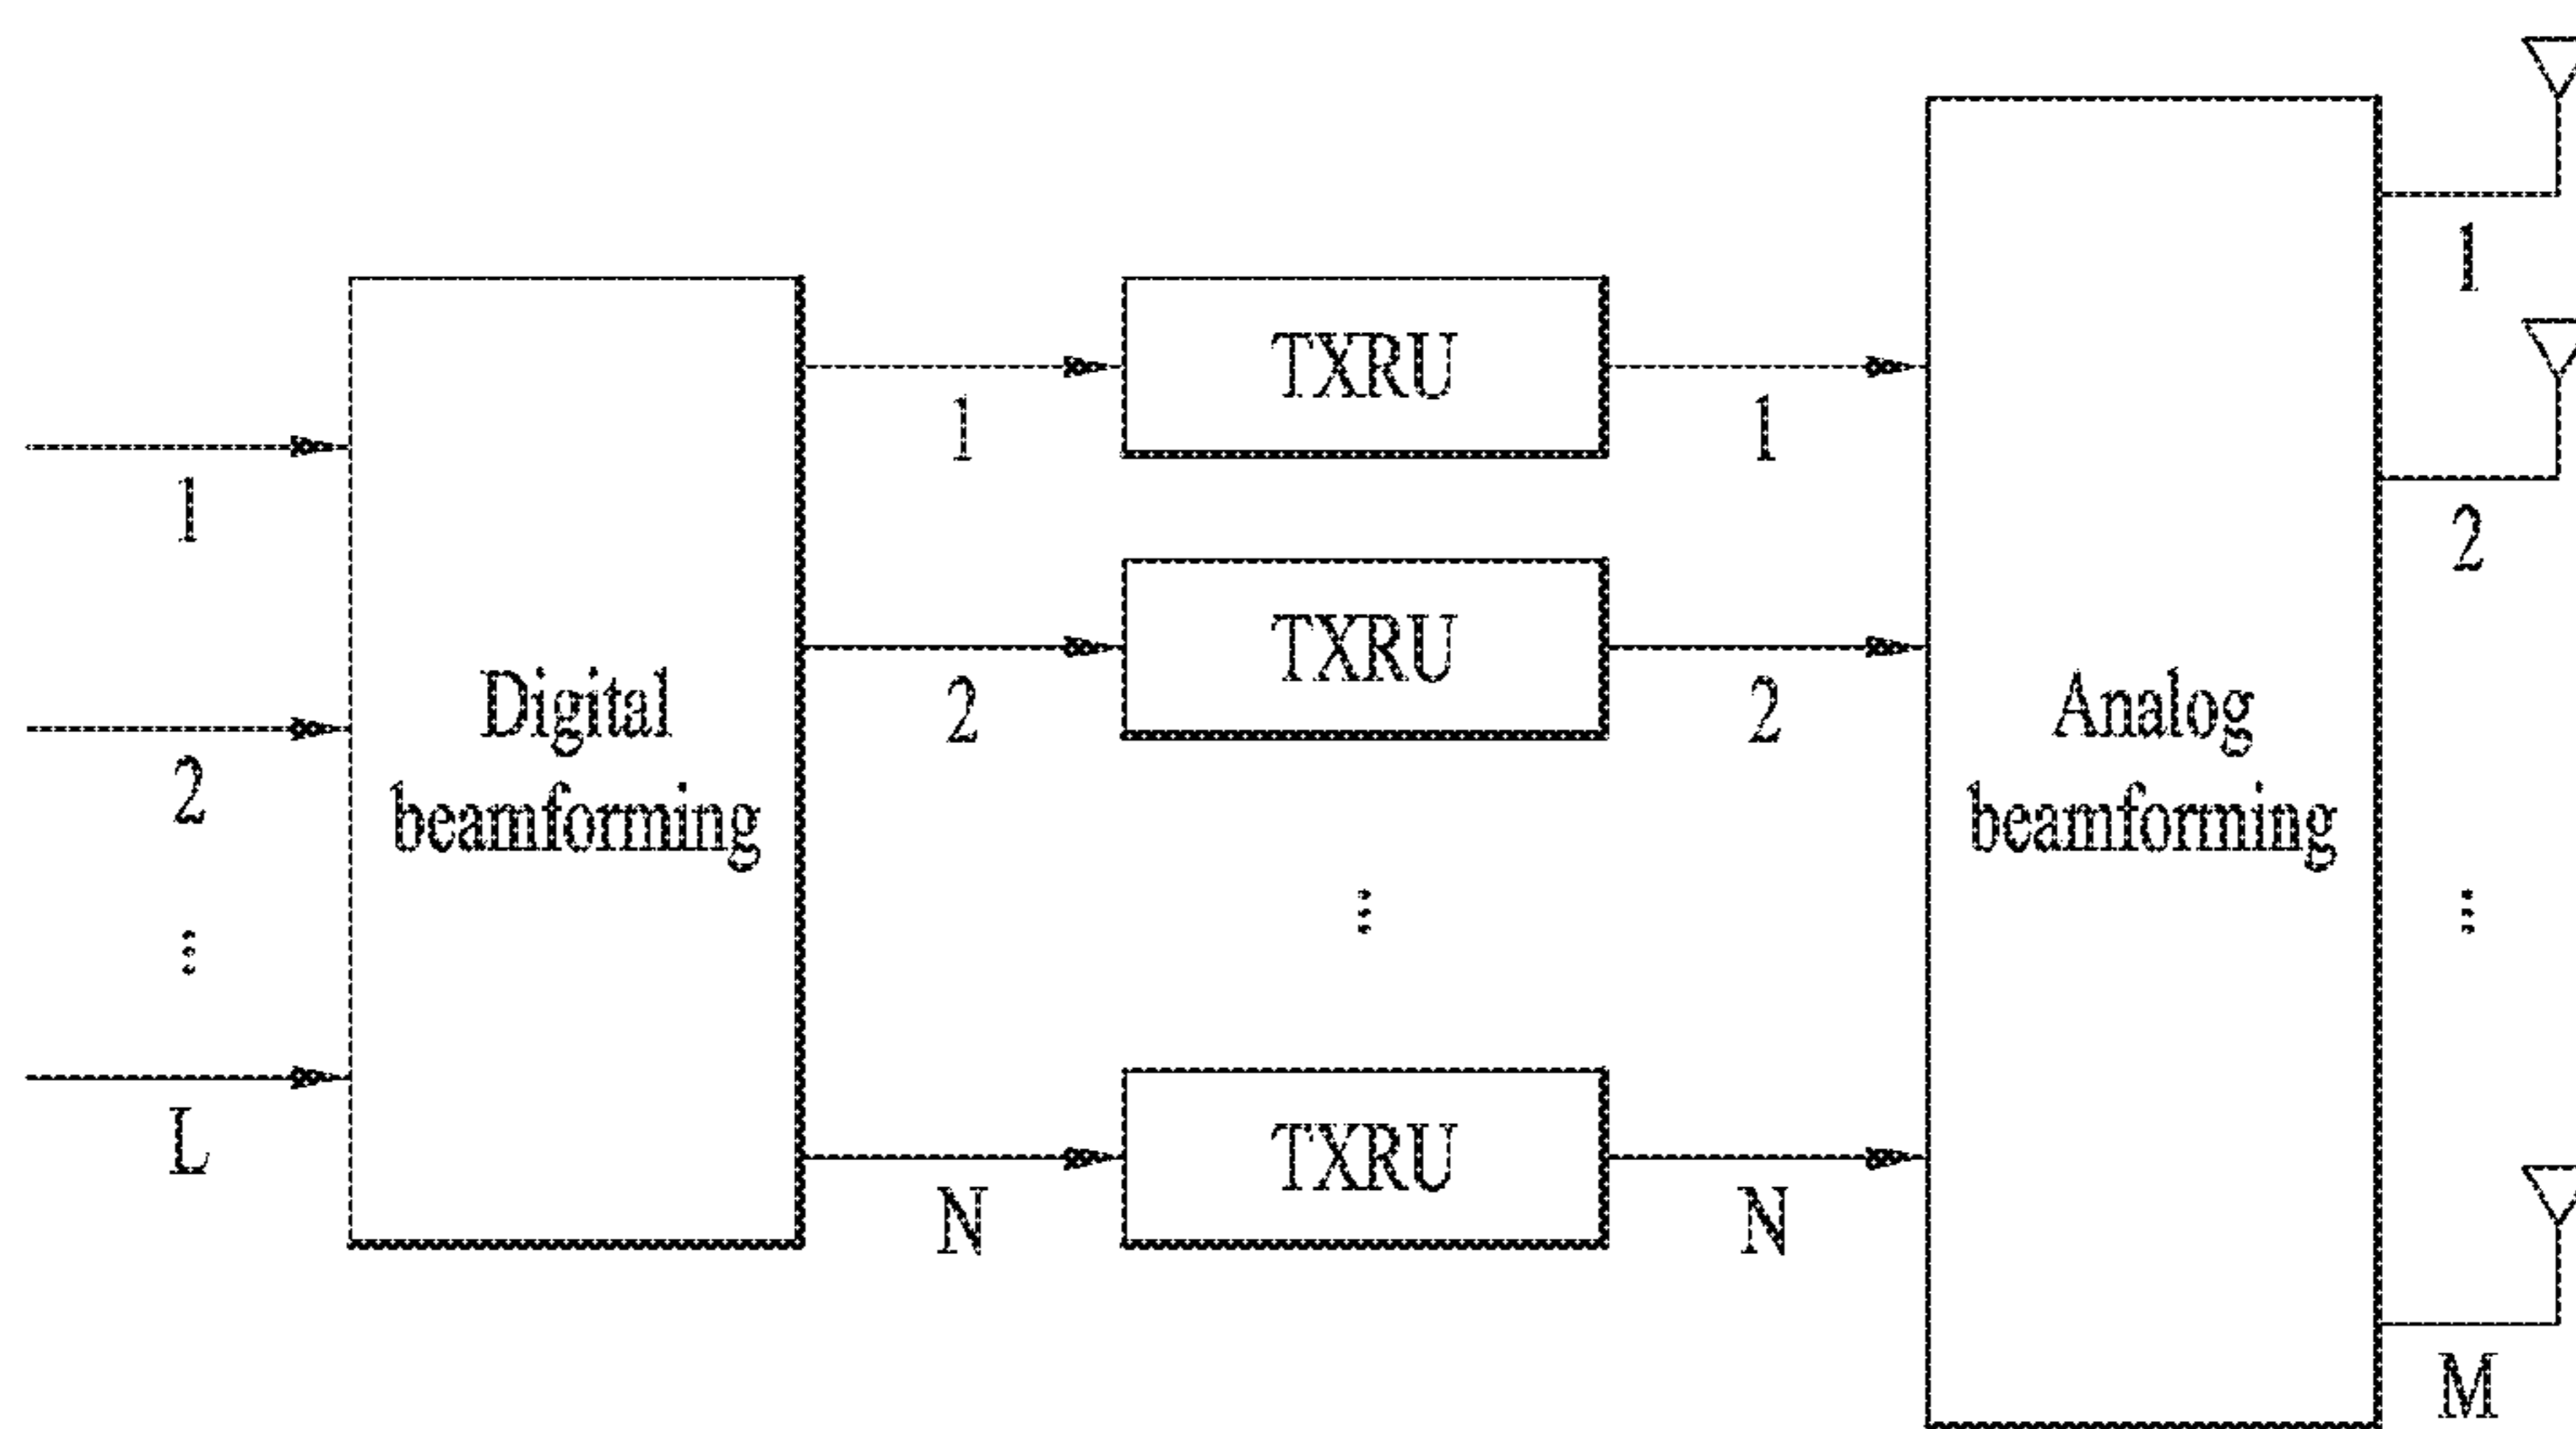 1
2
⋮
L
Digital
beamforming
1
2
N
TXRU
TXRU
⋮
TXRU
1
2
N
Analog
beamforming
1
2
⋮
M